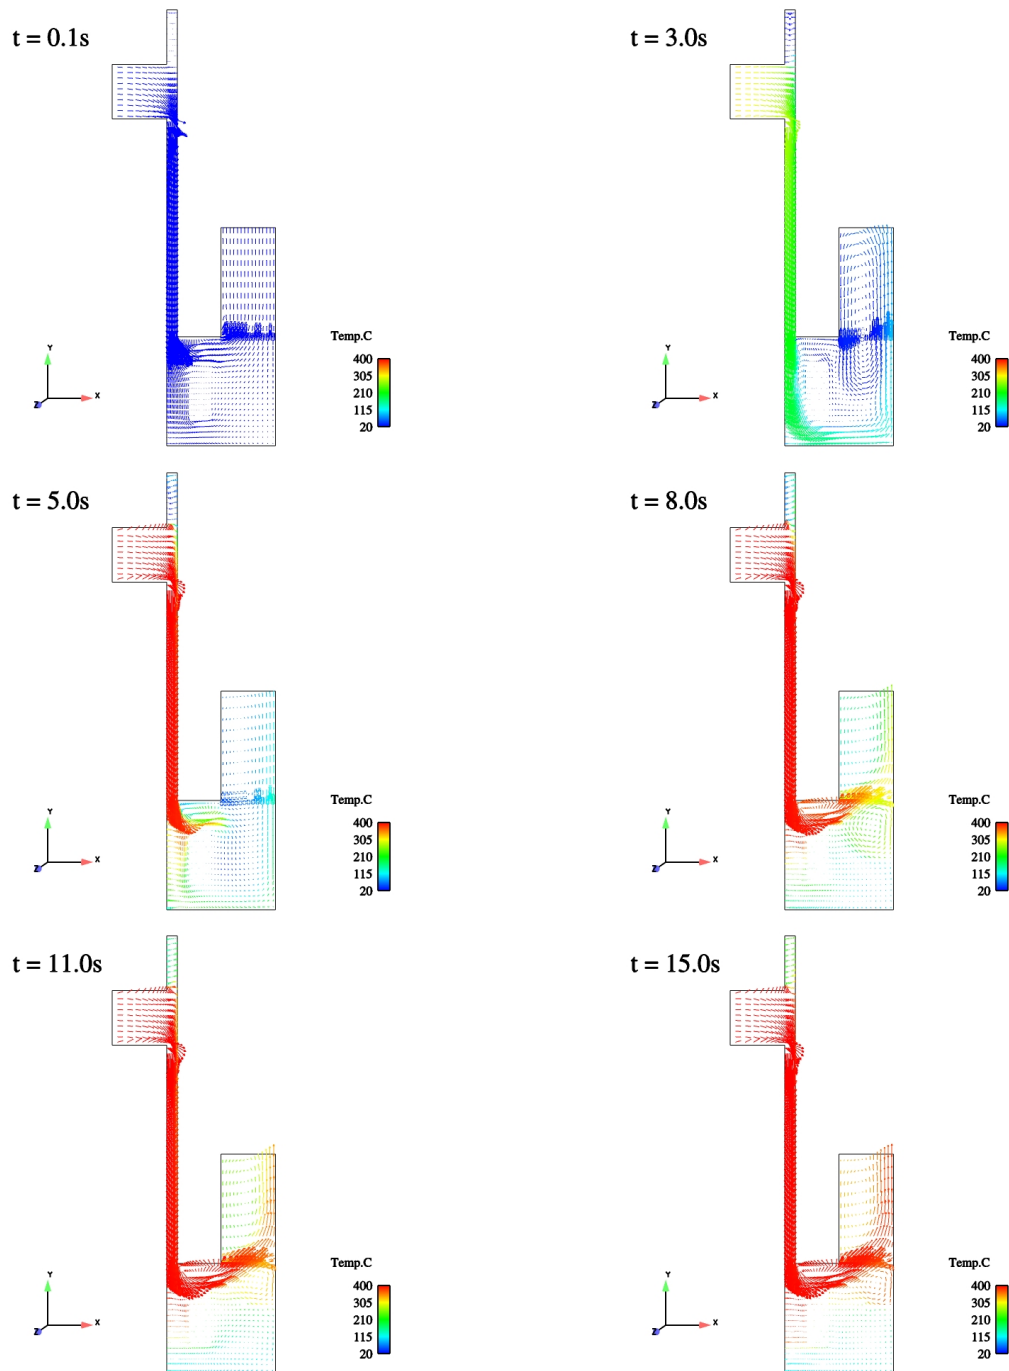 t = 0.1s
Temp.C
400
305
210
115
20
Y
X
Z
t = 3.0s
Temp.C
400
305
210
115
20
Y
X
Z
t = 5.0s
Temp.C
400
305
210
115
20
Y
X
Z
t = 8.0s
Temp.C
400
305
210
115
20
Y
X
Z
t = 11.0s
Temp.C
400
305
210
115
20
Y
X
Z
t = 15.0s
Temp.C
400
305
210
115
20
Y
X
Z